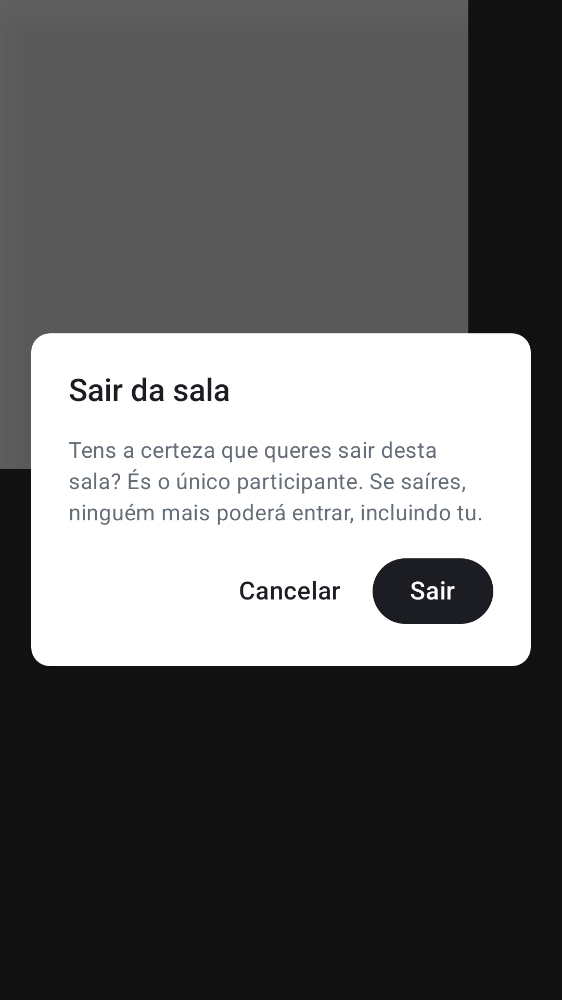 Sair da sala
Tens a certeza que queres sair desta
sala? És o único participante. Se saíres,
ninguém mais poderá entrar, incluindo tu.
Cancelar
Sair